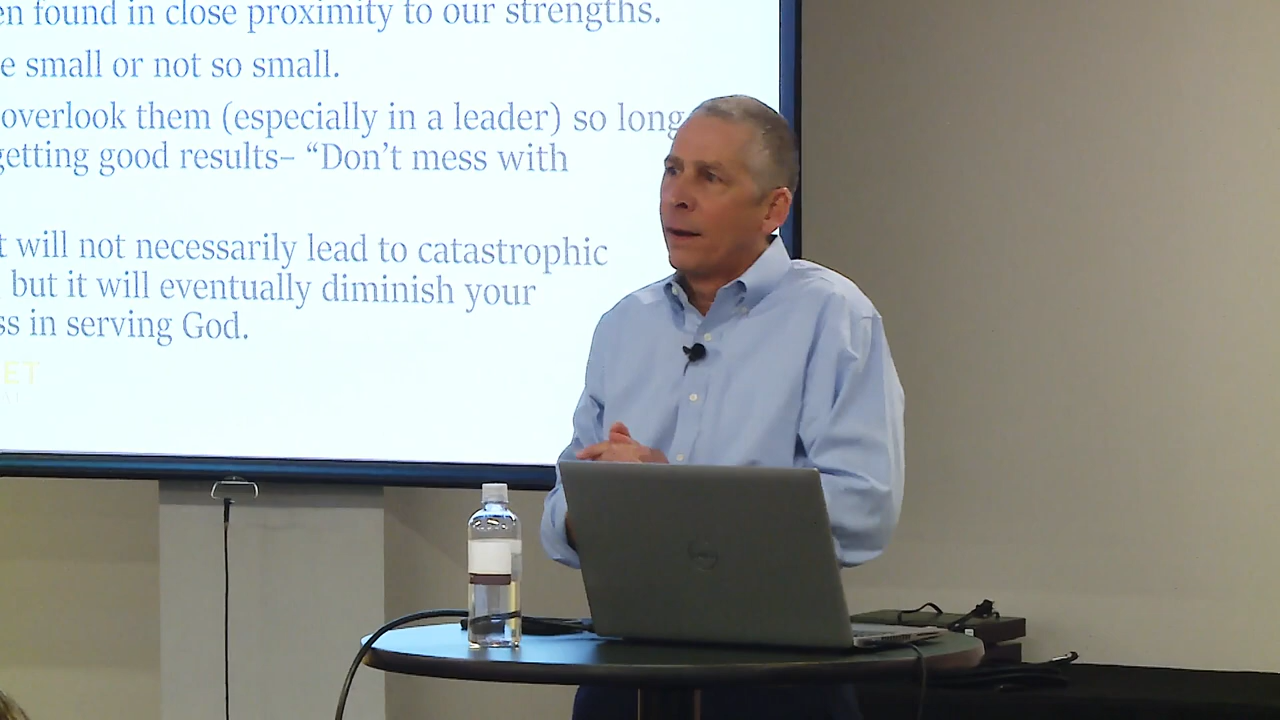 found in close proximity to our strengths.
small or not so small.
overlook them (especially in a leader) so long
getting good results– “Don’t mess with
will not necessarily lead to catastrophic
but it will eventually diminish your
in serving God.